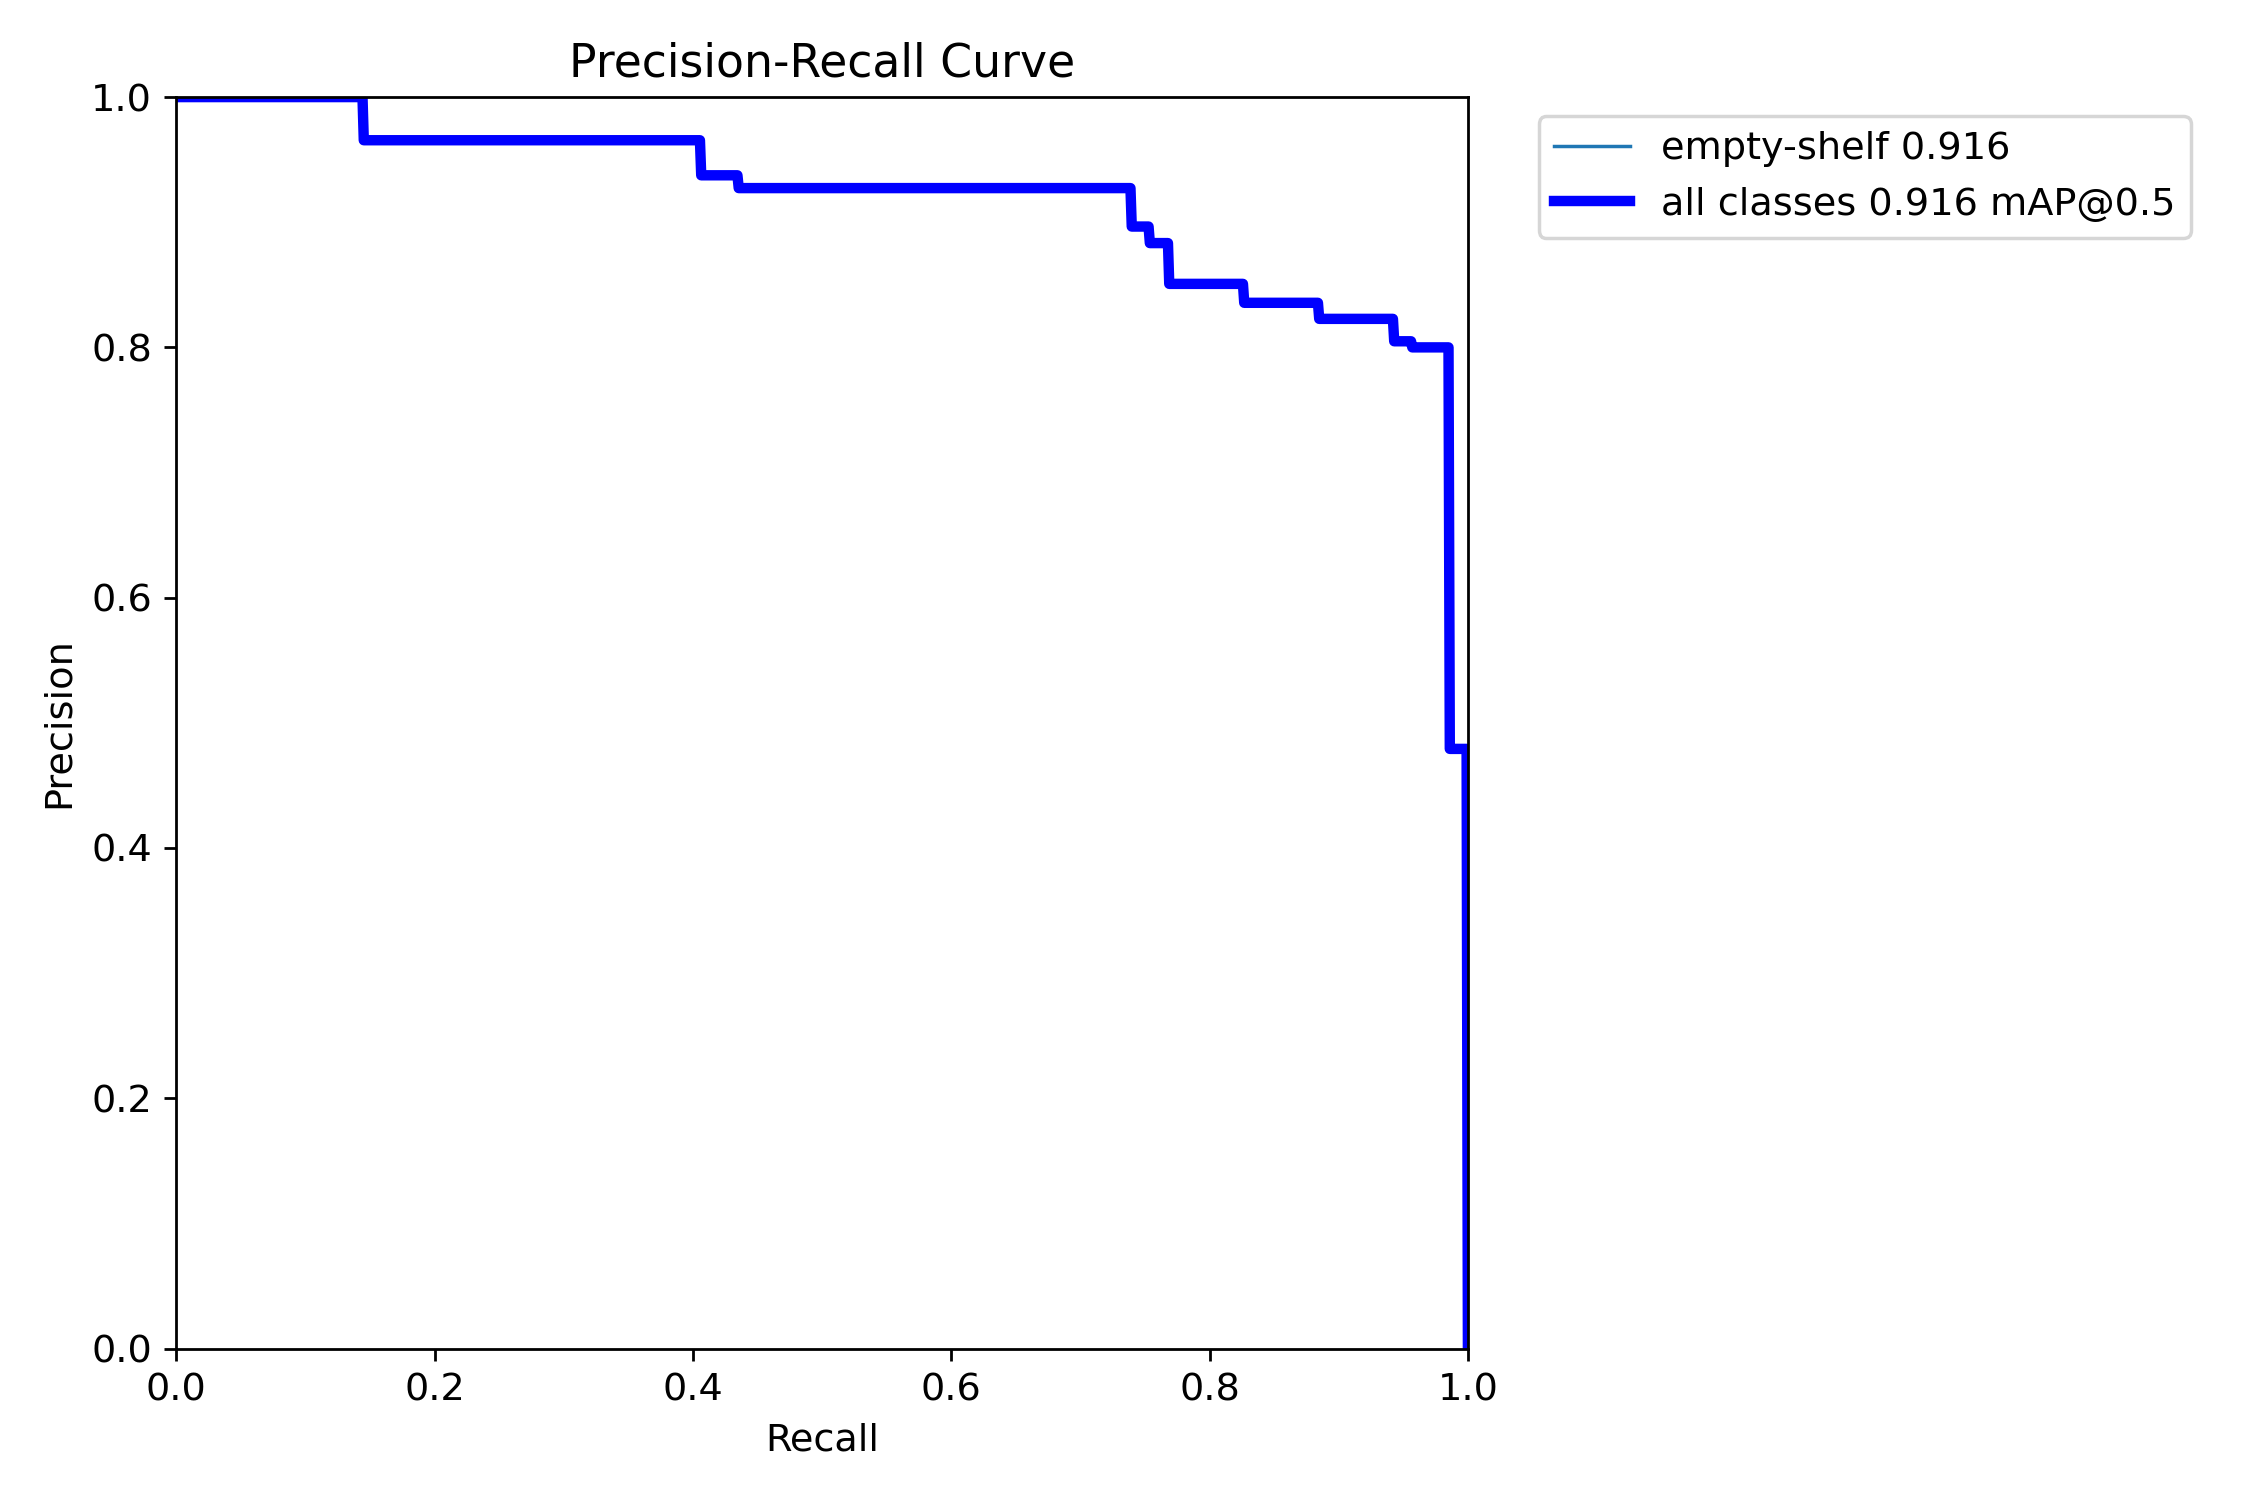 Precision-Recall Curve
1.0
0.8
0.6
0.4
0.2
0.0
Precision
0.0 0.2 0.4 0.6 0.8 1.0
Recall
empty-shelf 0.916
all classes 0.916 mAP@0.5